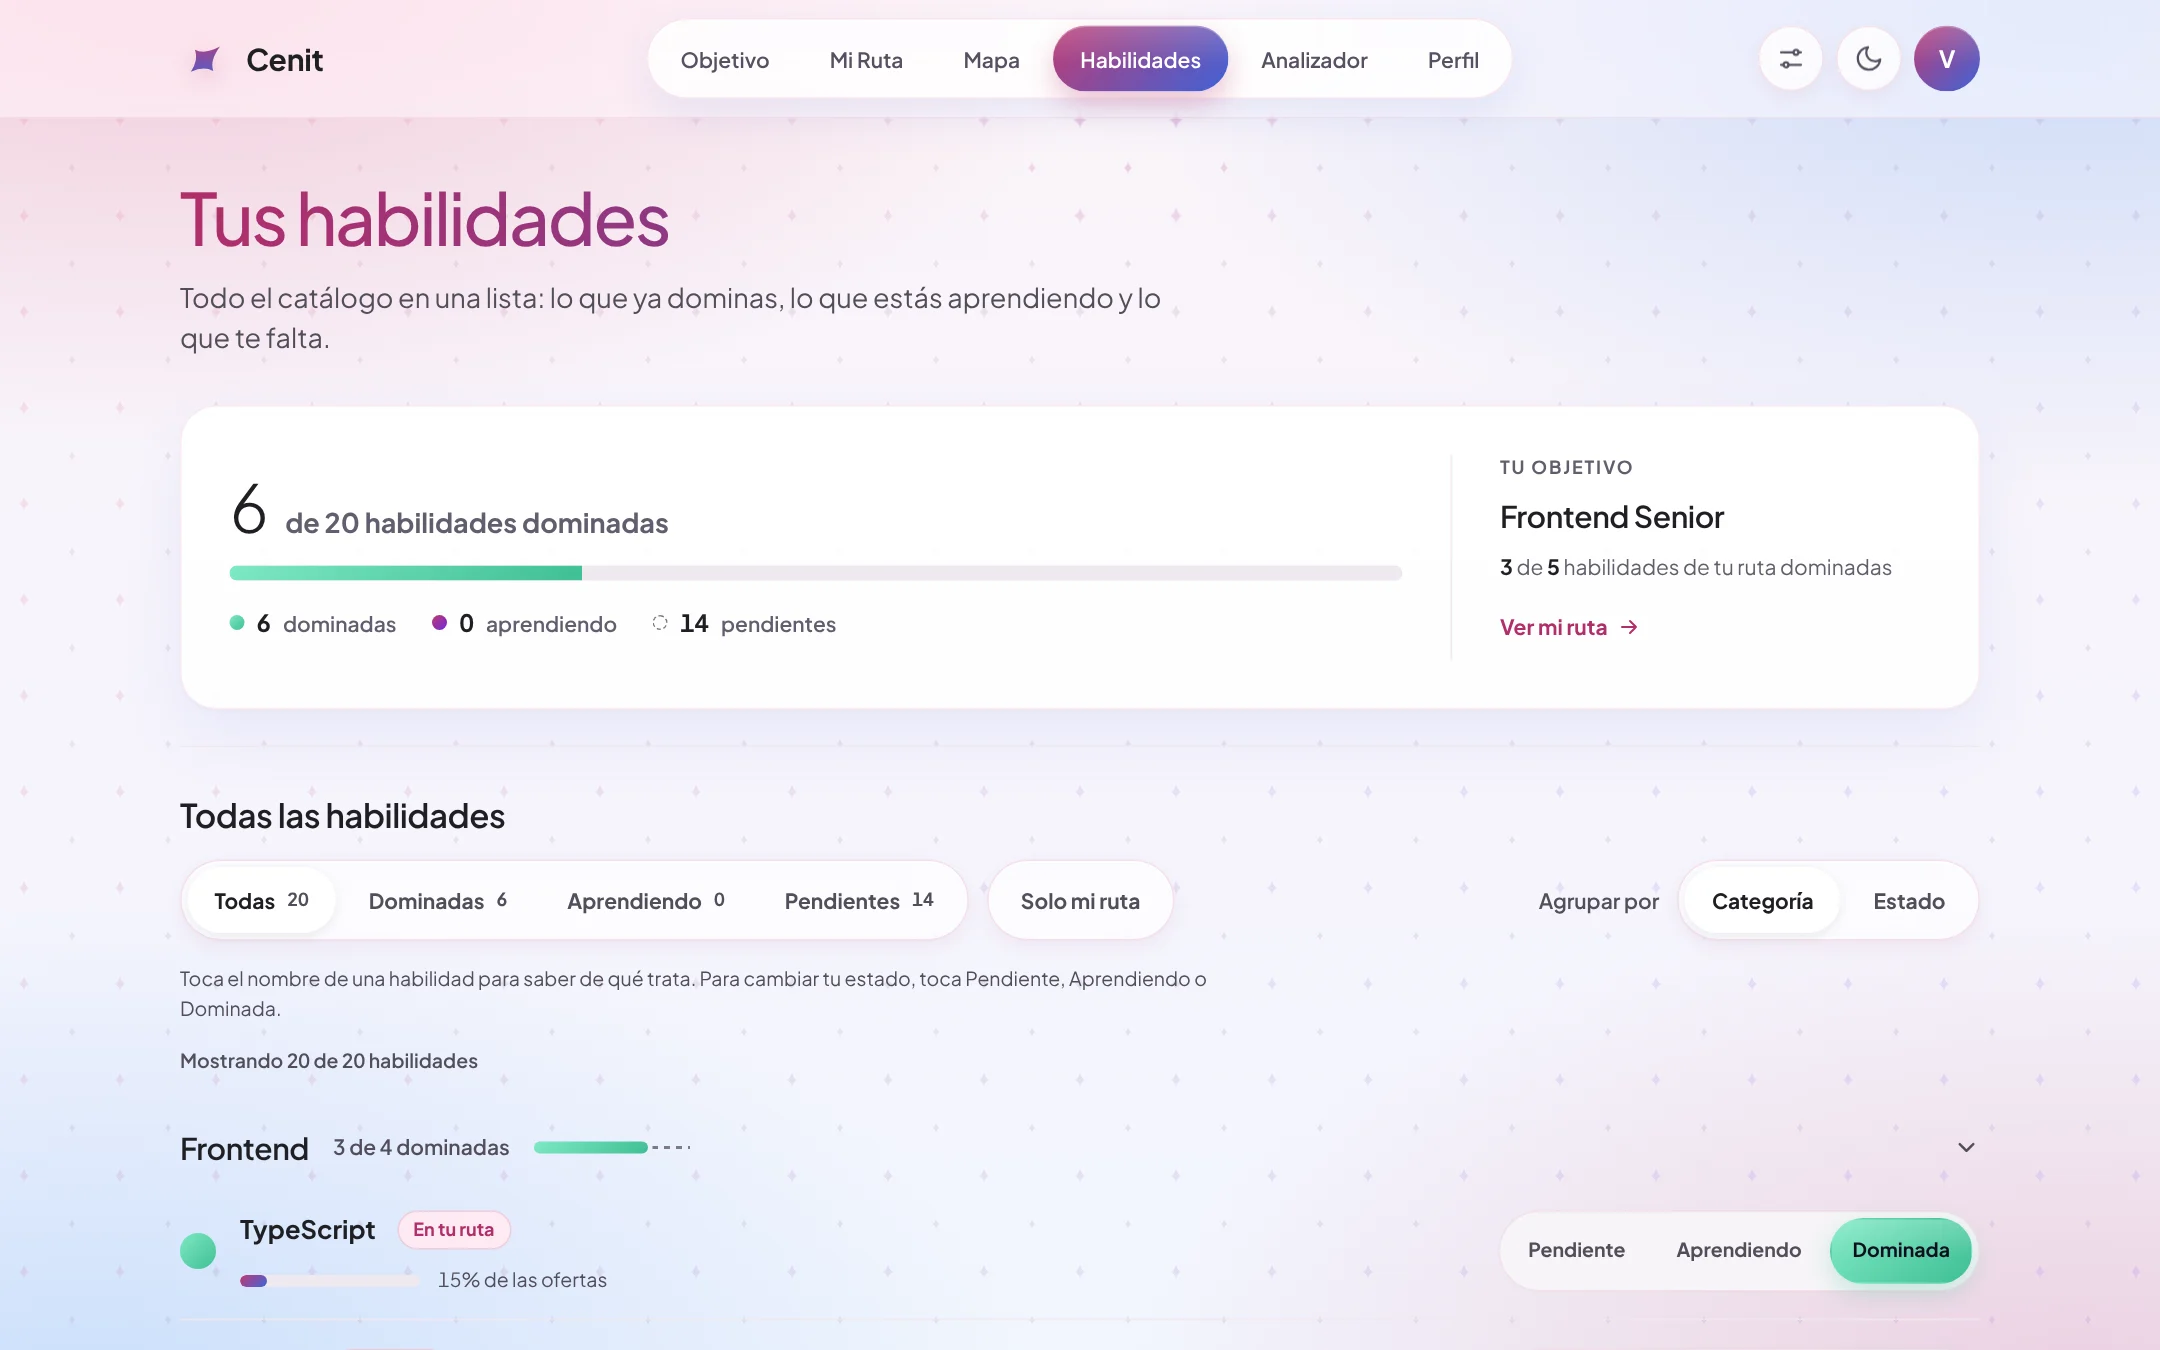 Cenit
Objetivo
Mi Ruta
Mapa
Habilidades
Analizador
Perfil
V
Tus habilidades
Todo el catálogo en una lista: lo que ya dominas, lo que estás aprendiendo y lo
que te falta.
6 de 20 habilidades dominadas
6 dominadas
0 aprendiendo
14 pendientes
TU OBJETIVO
Frontend Senior
3 de 5 habilidades de tu ruta dominadas
Ver mi ruta
Todas las habilidades
Todas 20
Dominadas 6
Aprendiendo 0
Pendientes 14
Solo mi ruta
Agrupar por
Categoría
Estado
Toca el nombre de una habilidad para saber de qué trata. Para cambiar tu estado, toca Pendiente, Aprendiendo o
Dominada.
Mostrando 20 de 20 habilidades
Frontend 3 de 4 dominadas
TypeScript En tu ruta
15% de las ofertas
Pendiente
Aprendiendo
Dominada